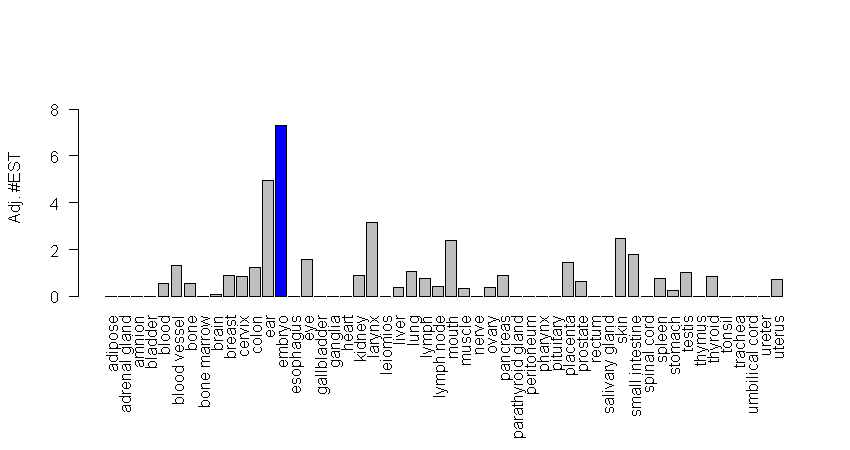 Adj. #EST
8
6
4
2
0
adipose
adrenal gland
amnion
bladder
blood
blood vessel
bone
bone marrow
brain
breast
cervix
colon
ear
embryo
esophagus
eye
gallbladder
ganglia
heart
kidney
larynx
leiomios
liver
lung
lymph
lymph node
mouth
muscle
nerve
ovary
pancreas
parathyroid gland
peritoneum
pharynx
pituitary
placenta
prostate
rectum
salivary gland
skin
small intestine
spinal cord
spleen
stomach
testis
thymus
thyroid
tonsil
trachea
umbilical cord
ureter
uterus